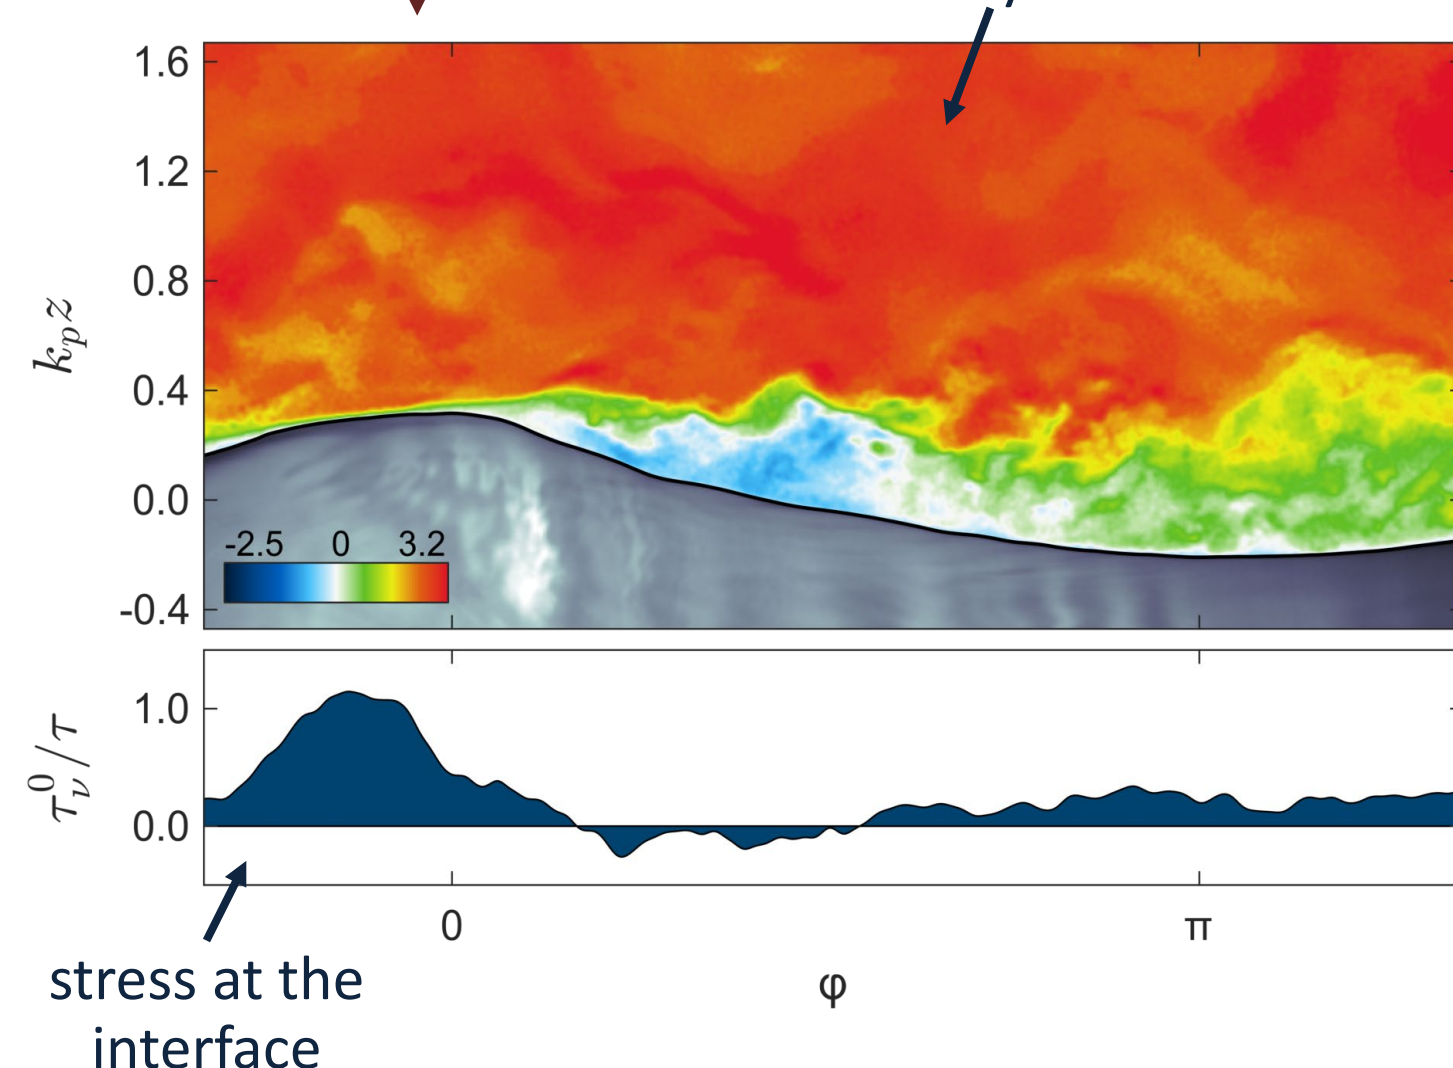 1.6
1.2
0.8
0.4
0.0
-0.4
k_p z
-2.5 0 3.2
1.0
0.0
τ_ν^0/τ
0 π
φ
stress at the
interface